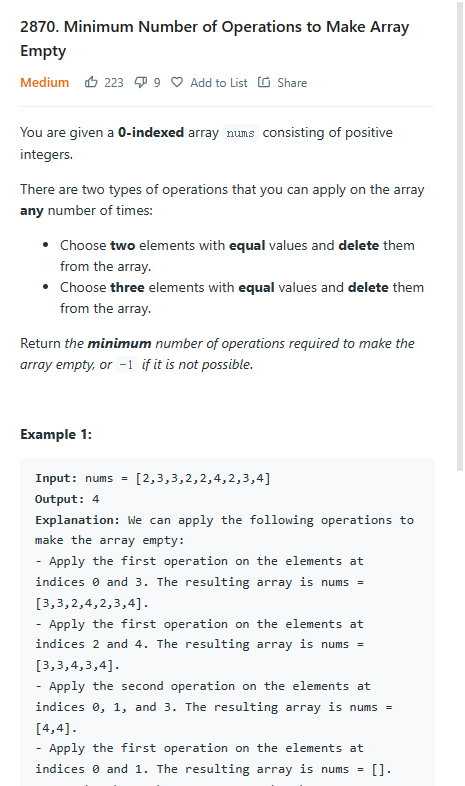 2870. Minimum Number of Operations to Make Array
Empty
Medium 223 9 Add to List Share
You are given a 0-indexed array nums consisting of positive
integers.
There are two types of operations that you can apply on the array
any number of times:
• Choose two elements with equal values and delete them
from the array.
• Choose three elements with equal values and delete them
from the array.
Return the minimum number of operations required to make the
array empty, or -1 if it is not possible.
Example 1:
Input: nums = [2,3,3,2,2,4,2,3,4]
Output: 4
Explanation: We can apply the following operations to
make the array empty:
- Apply the first operation on the elements at
indices 0 and 3. The resulting array is nums =
[3,3,2,4,2,3,4].
- Apply the first operation on the elements at
indices 2 and 4. The resulting array is nums =
[3,3,4,3,4].
- Apply the second operation on the elements at
indices 0, 1, and 3. The resulting array is nums =
[4,4].
- Apply the first operation on the elements at
indices 0 and 1. The resulting array is nums = [].